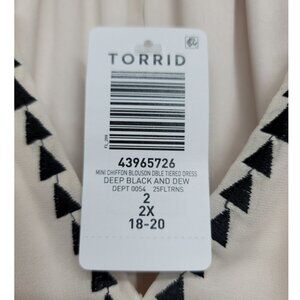 TORRID
43965726
MINI CHIFFON BLOUSON DBLE TIERED DRESS
DEEP BLACK AND DEW
DEPT 0054 25FLTRNS
2
2X
18-20